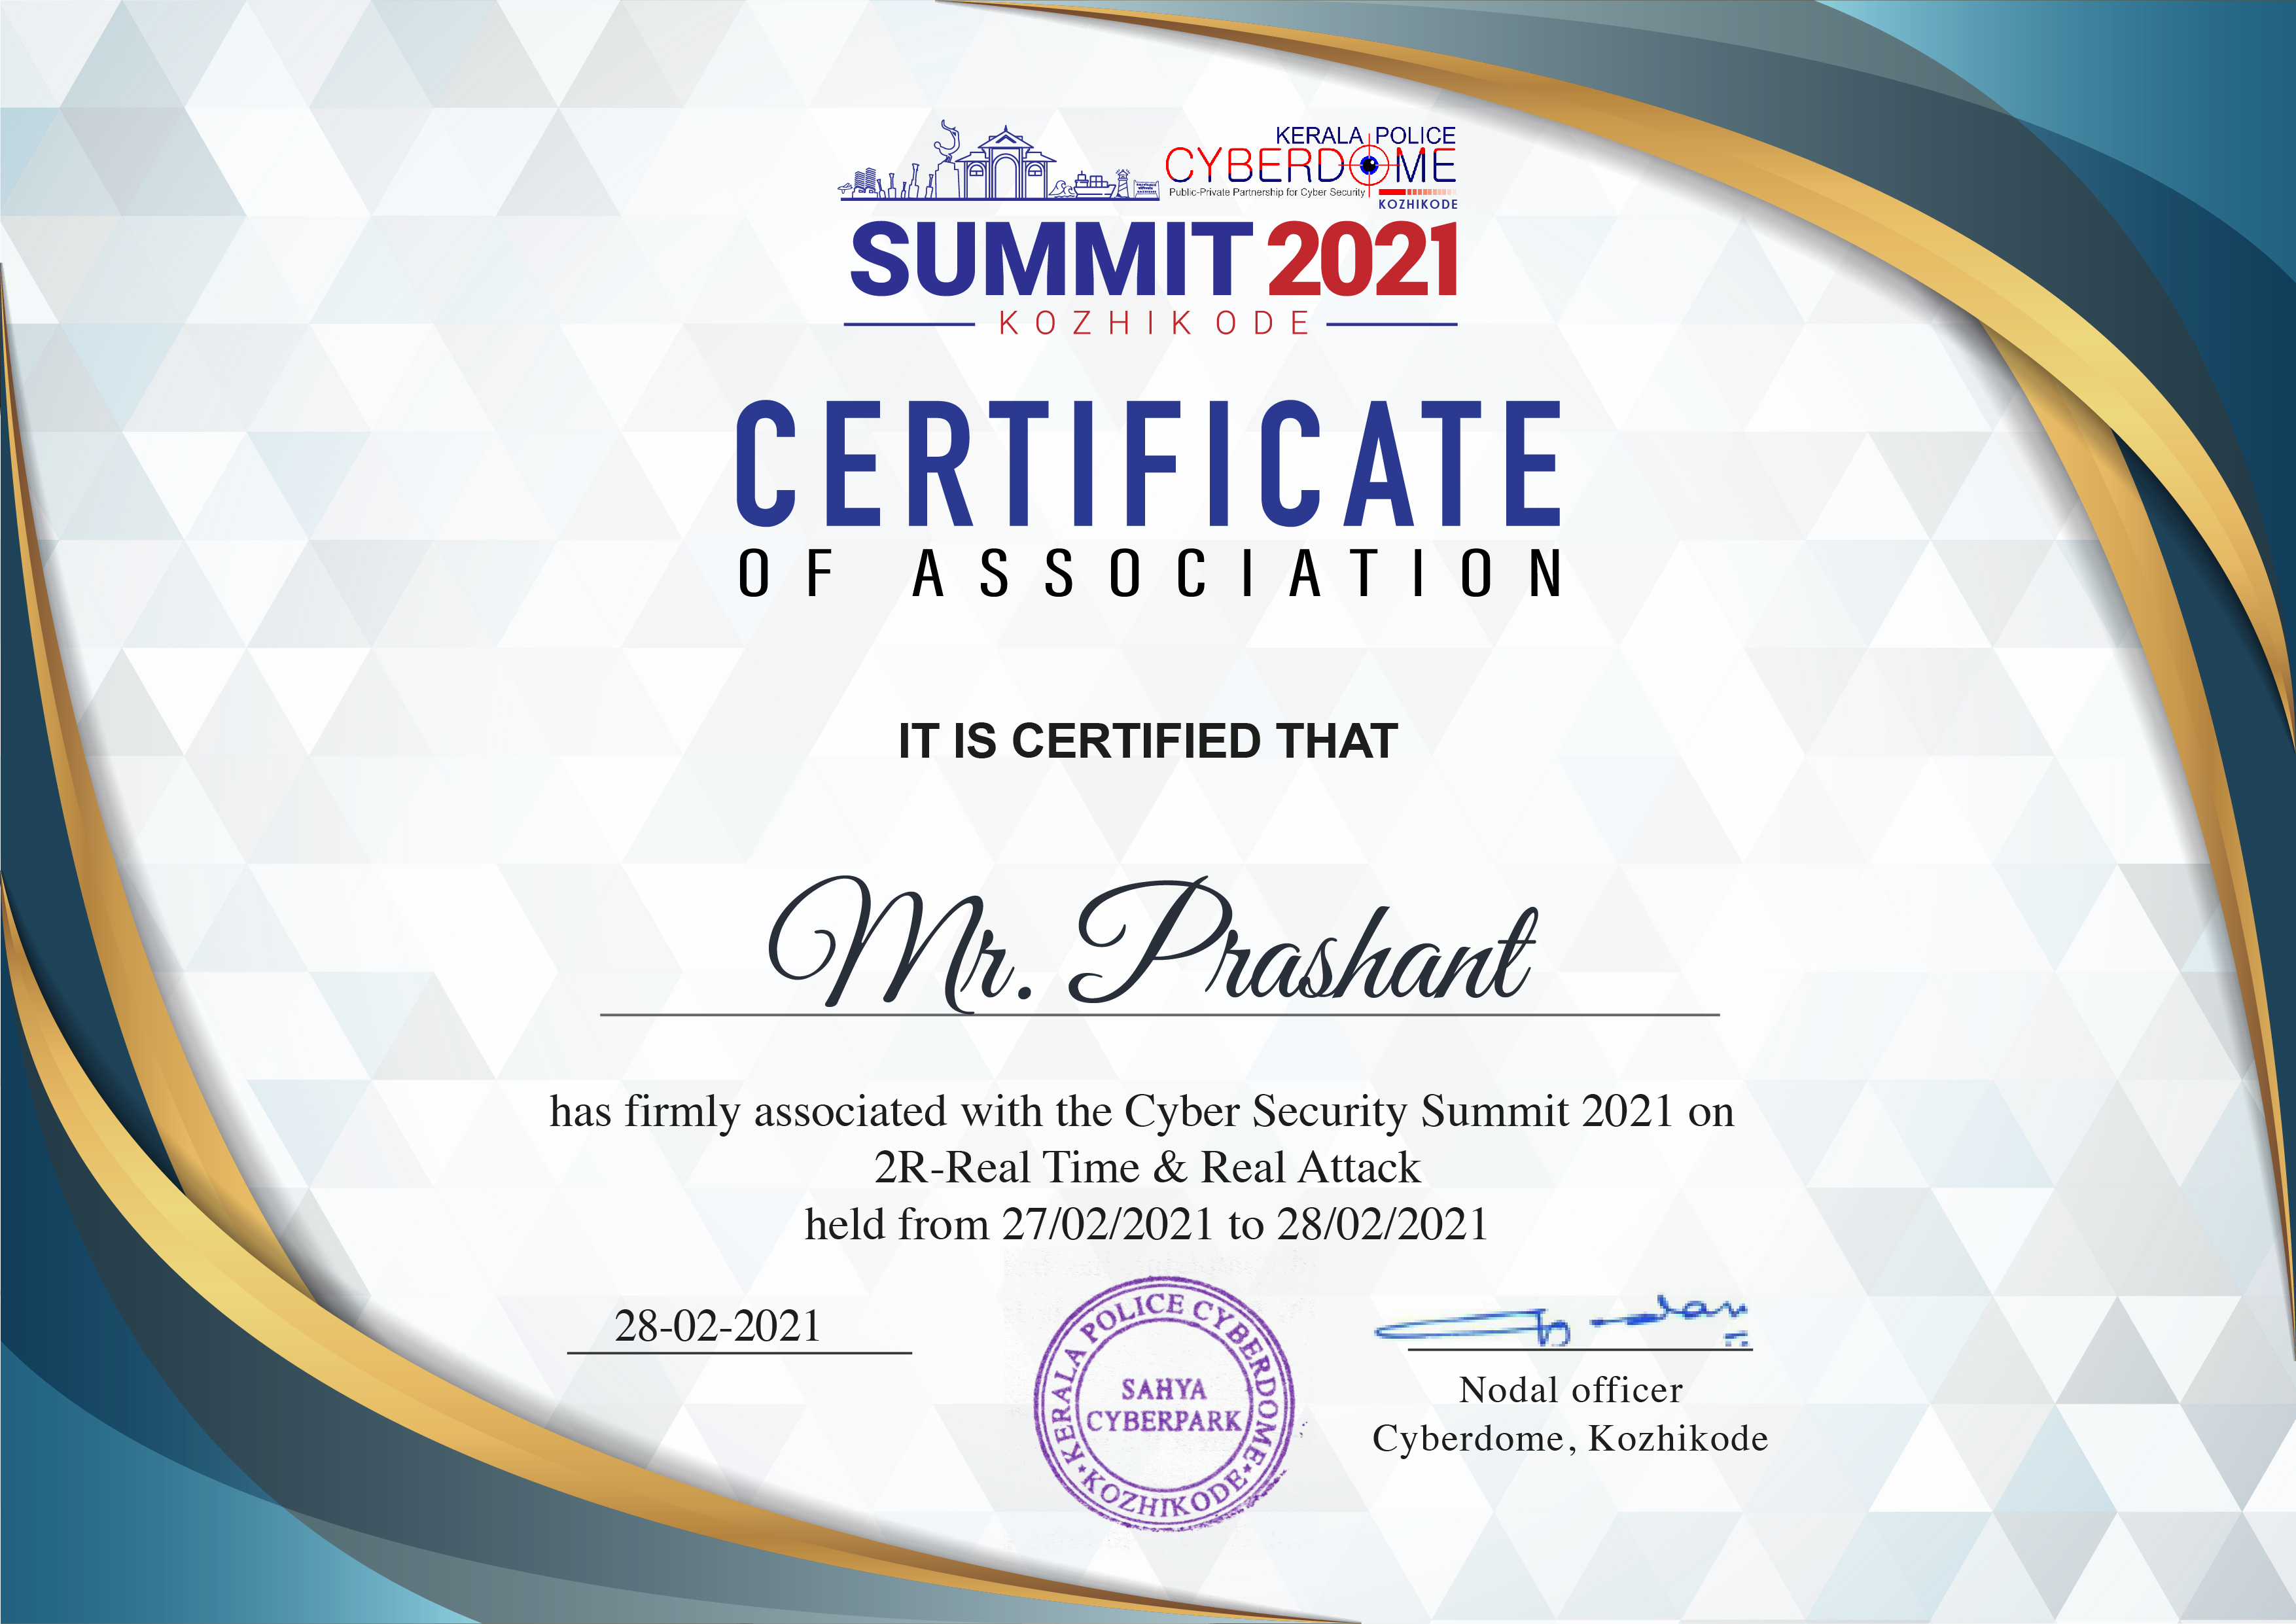 KERALA POLICE
CYBERDOME
Public-Private Partnership for Cyber Security
KOZHIKODE
SUMMIT 2021
KOZHIKODE
CERTIFICATE
OF ASSOCIATION
IT IS CERTIFIED THAT
Mr. Prashant
has firmly associated with the Cyber Security Summit 2021 on
2R-Real Time & Real Attack
held from 27/02/2021 to 28/02/2021
28-02-2021
KERALA POLICE CYBERDOME
SAHYA
CYBERPARK
KOZHIKODE
Nodal officer
Cyberdome, Kozhikode